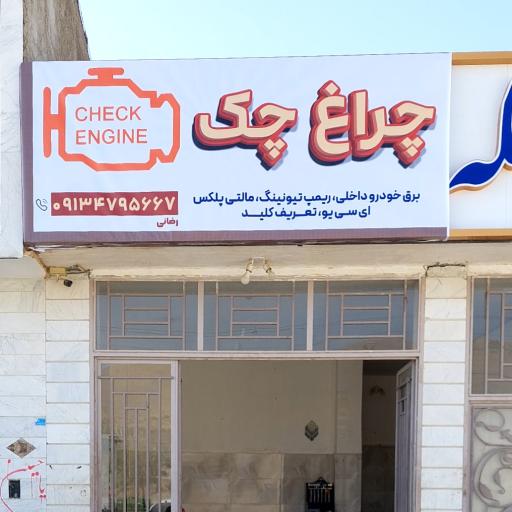 CHECK
ENGINE
چراغ چک
برق خودرو داخلی، ریمپ تیونینگ، مالتی پلکس
ای سی یو، تعریف کلید
۰۹۱۳۴۷۹۵۶۶۷
رضائی